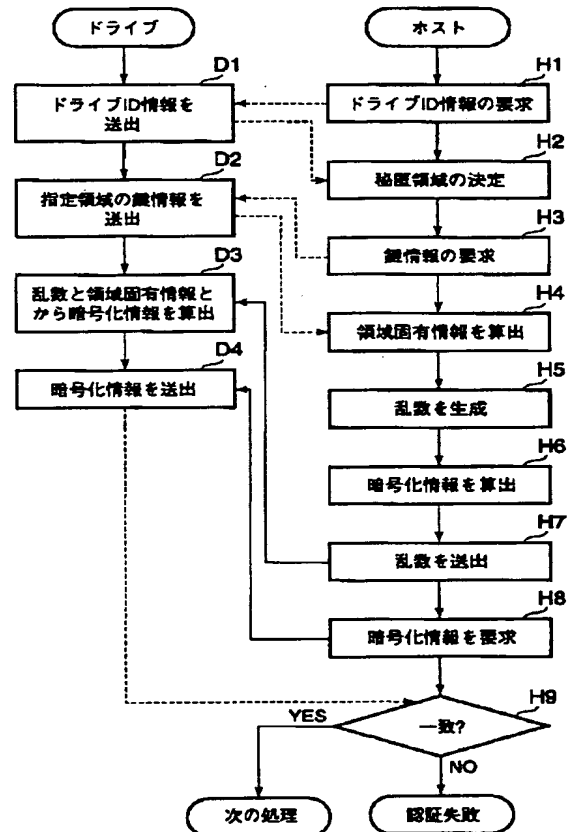 ドライブ
ホスト
D1
ドライブID情報を
送出
H1
ドライブID情報の要求
H2
秘匿領域の決定
D2
指定領域の鍵情報を
送出
H3
鍵情報の要求
D3
乱数と領域固有情報と
から暗号化情報を算出
H4
領域固有情報を算出
D4
暗号化情報を送出
H5
乱数を生成
H6
暗号化情報を算出
H7
乱数を送出
H8
暗号化情報を要求
H9
一致?
YES
NO
次の処理
認証失敗